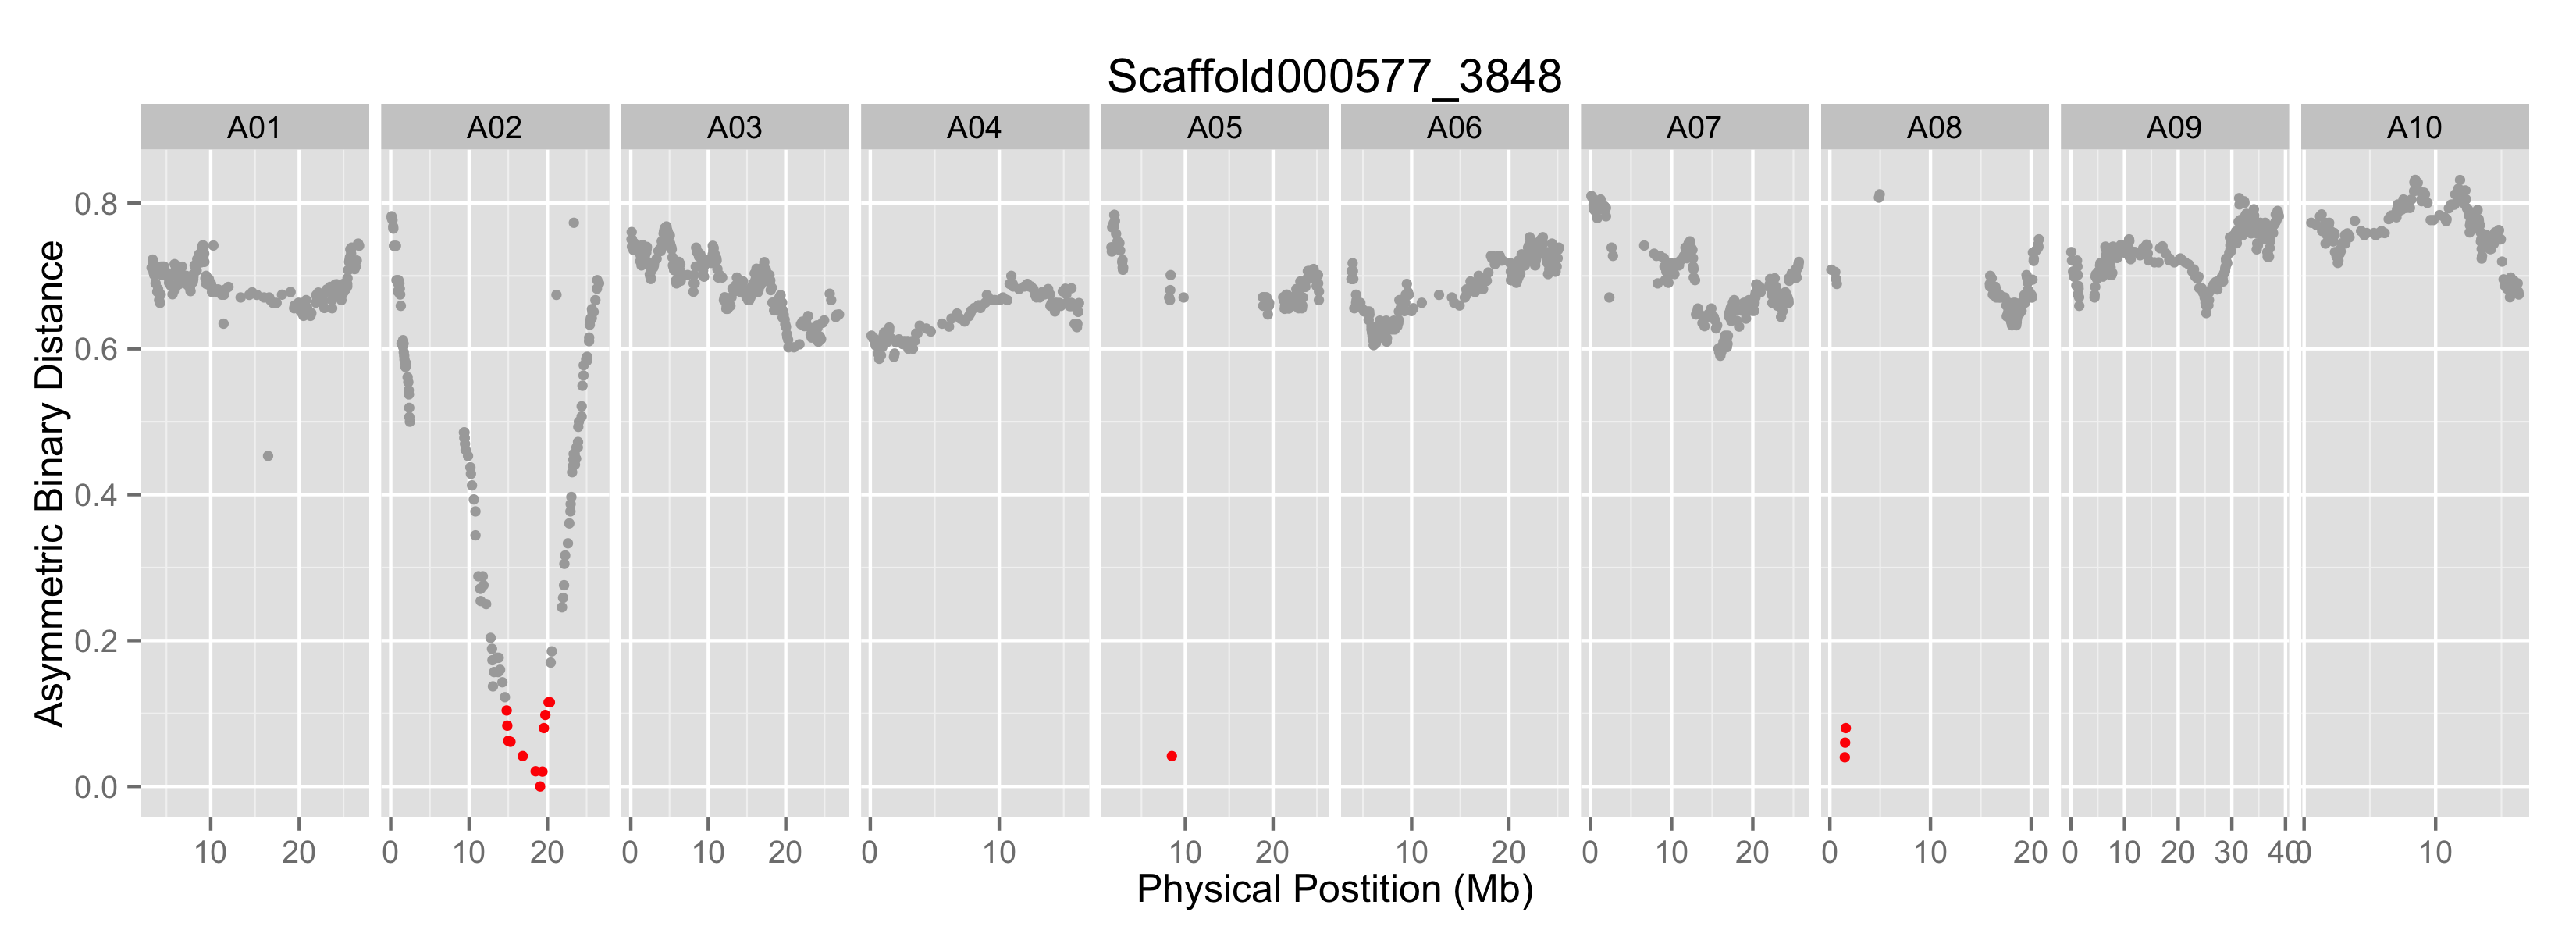 Scaffold000577_3848
A01 A02 A03 A04 A05 A06 A07 A08 A09 A10
Asymmetric Binary Distance
0.8
0.6
0.4
0.2
0.0
10 20 0 10 20 0 10 20 0 10 10 20 10 20 0 10 20 0 10 20 0 10 20 30 40 0 10
Physical Postition (Mb)